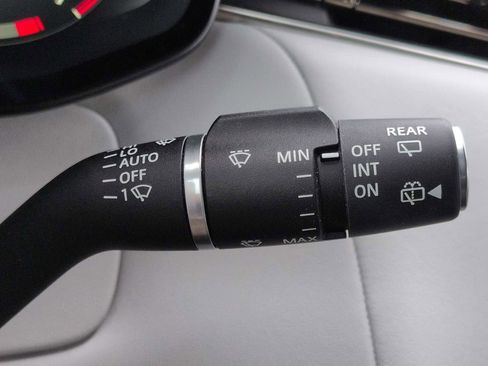 LO
AUTO
OFF
1
MIN
MAX
REAR
OFF
INT
ON